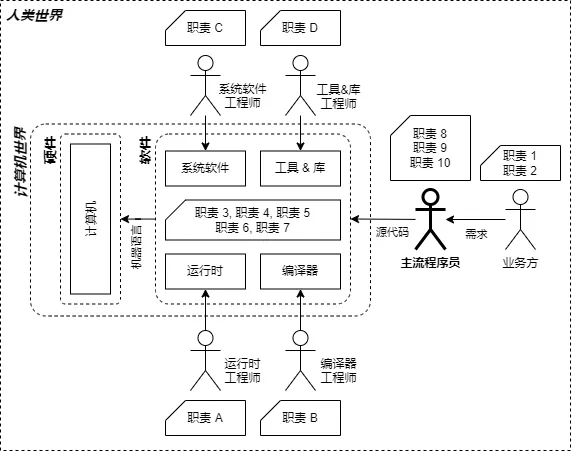 人类世界
职责 C
职责 D
系统软件
工程师
工具&库
工程师
计算机世界
硬件
软件
计算机
系统软件
工具 & 库
职责 8
职责 9
职责 10
职责 1
职责 2
职责 3, 职责 4, 职责 5
职责 6, 职责 7
机器语言
源代码
需求
主流程序员
业务方
运行时
编译器
运行时
工程师
编译器
工程师
职责 A
职责 B